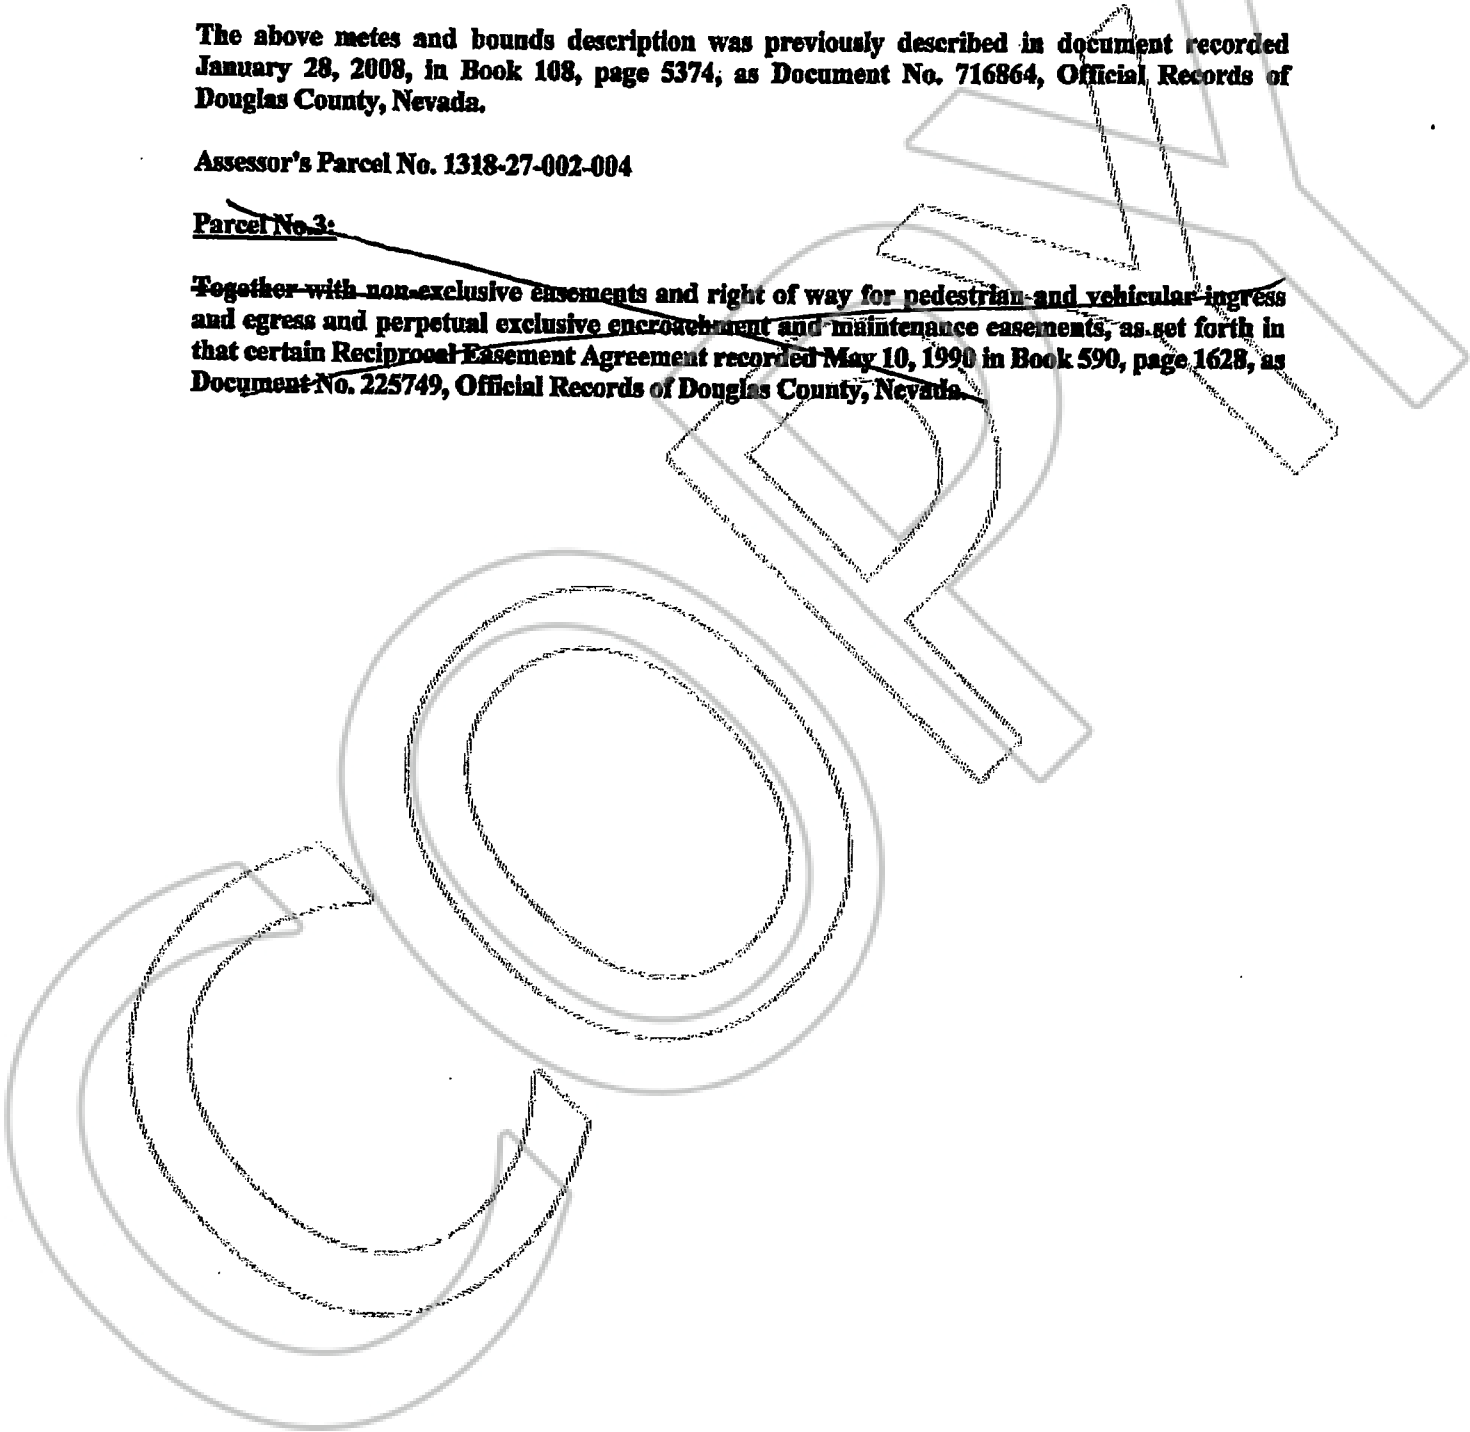 The above metes and bounds description was previously described in document recorded
January 28, 2008, in Book 108, page 5374, as Document No. 716864, Official Records of
Douglas County, Nevada.
Assessor's Parcel No. 1318-27-002-004
Parcel No.3:
Together with non-exclusive easements and right of way for pedestrian and vehicular ingress
and egress and perpetual exclusive encroachment and maintenance easements, as set forth in
that certain Reciprocal Easement Agreement recorded May 10, 1990 in Book 590, page 1628, as
Document No. 225749, Official Records of Douglas County, Nevada.
COPY
COPY